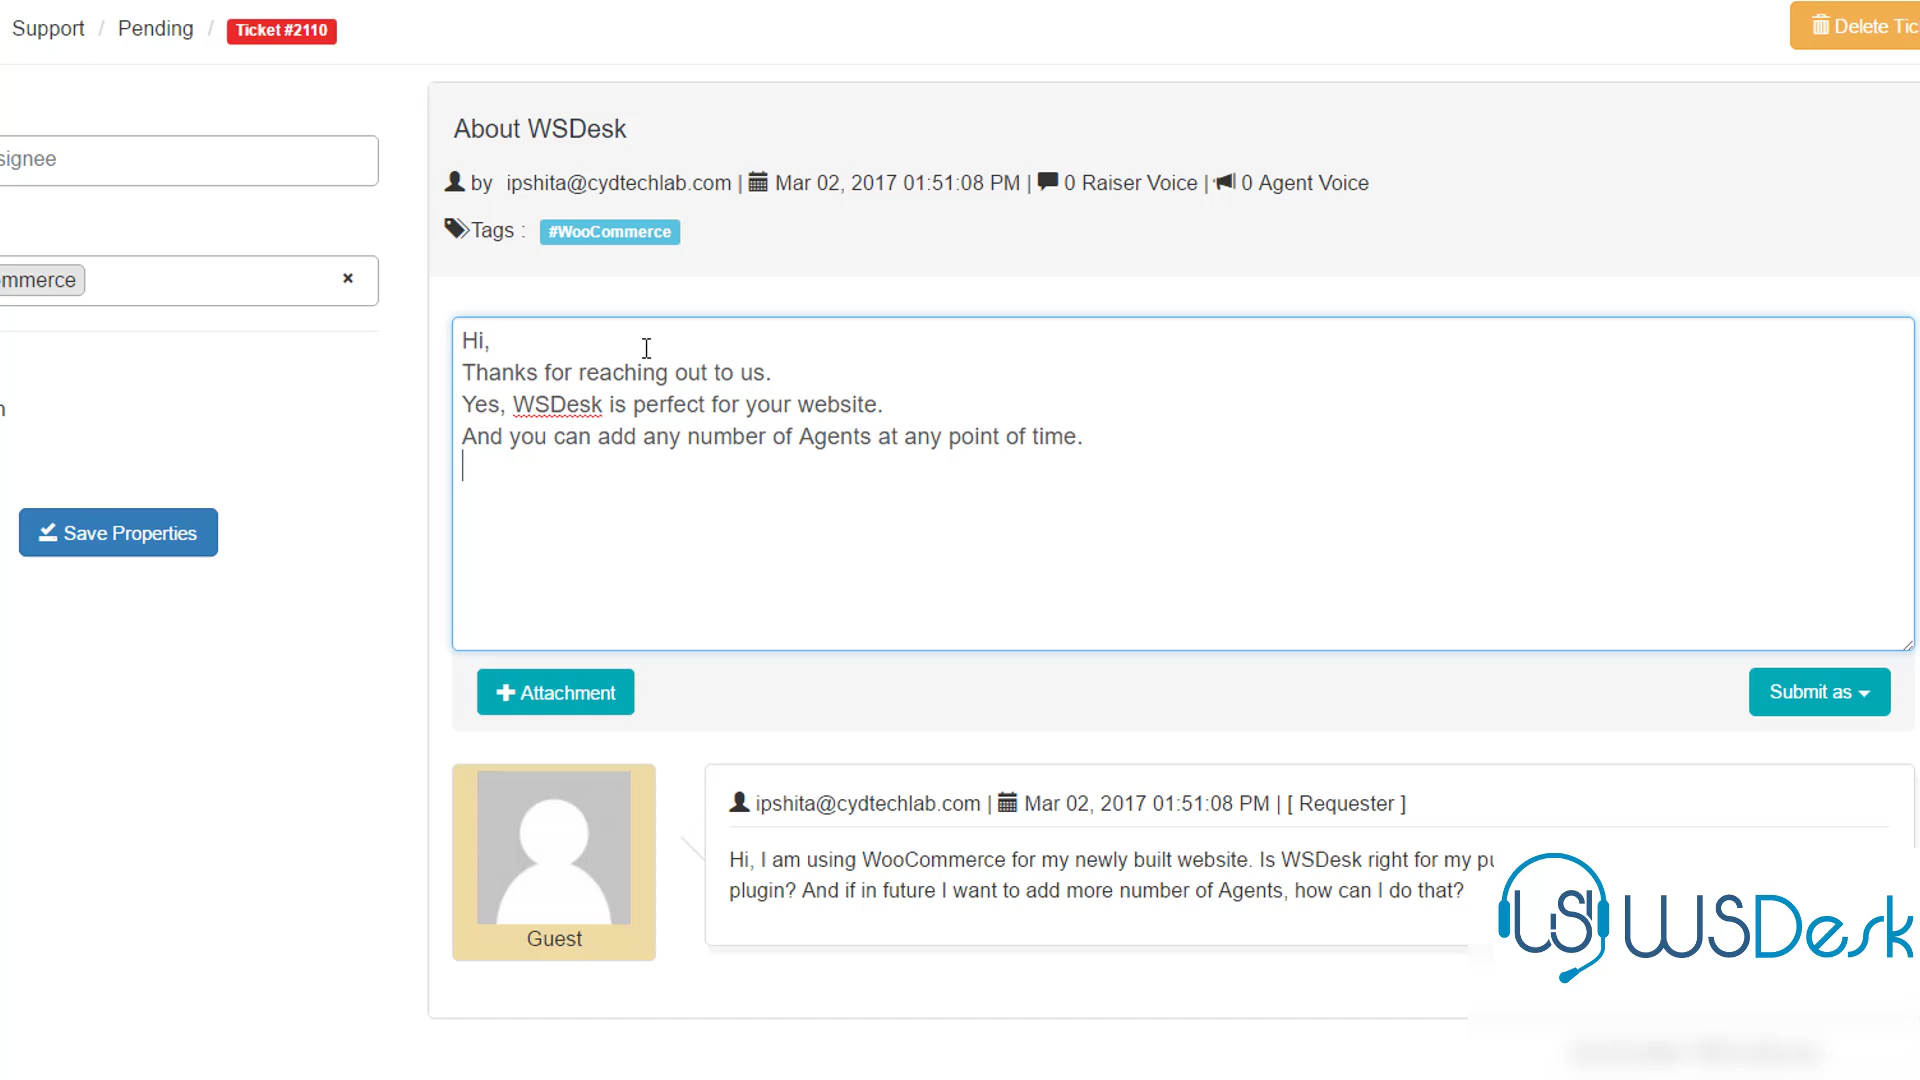 Support / Pending / Ticket #2110
Delete Tic
signee
mmerce ×
Save Properties
About WSDesk
by ipshita@cydtechlab.com | Mar 02, 2017 01:51:08 PM | 0 Raiser Voice | 0 Agent Voice
Tags : #WooCommerce
Hi,
Thanks for reaching out to us.
Yes, WSDesk is perfect for your website.
And you can add any number of Agents at any point of time.
Attachment
Submit as
Guest
ipshita@cydtechlab.com | Mar 02, 2017 01:51:08 PM | [ Requester ]
Hi, I am using WooCommerce for my newly built website. Is WSDesk right for my pu
plugin? And if in future I want to add more number of Agents, how can I do that?
WSDesk